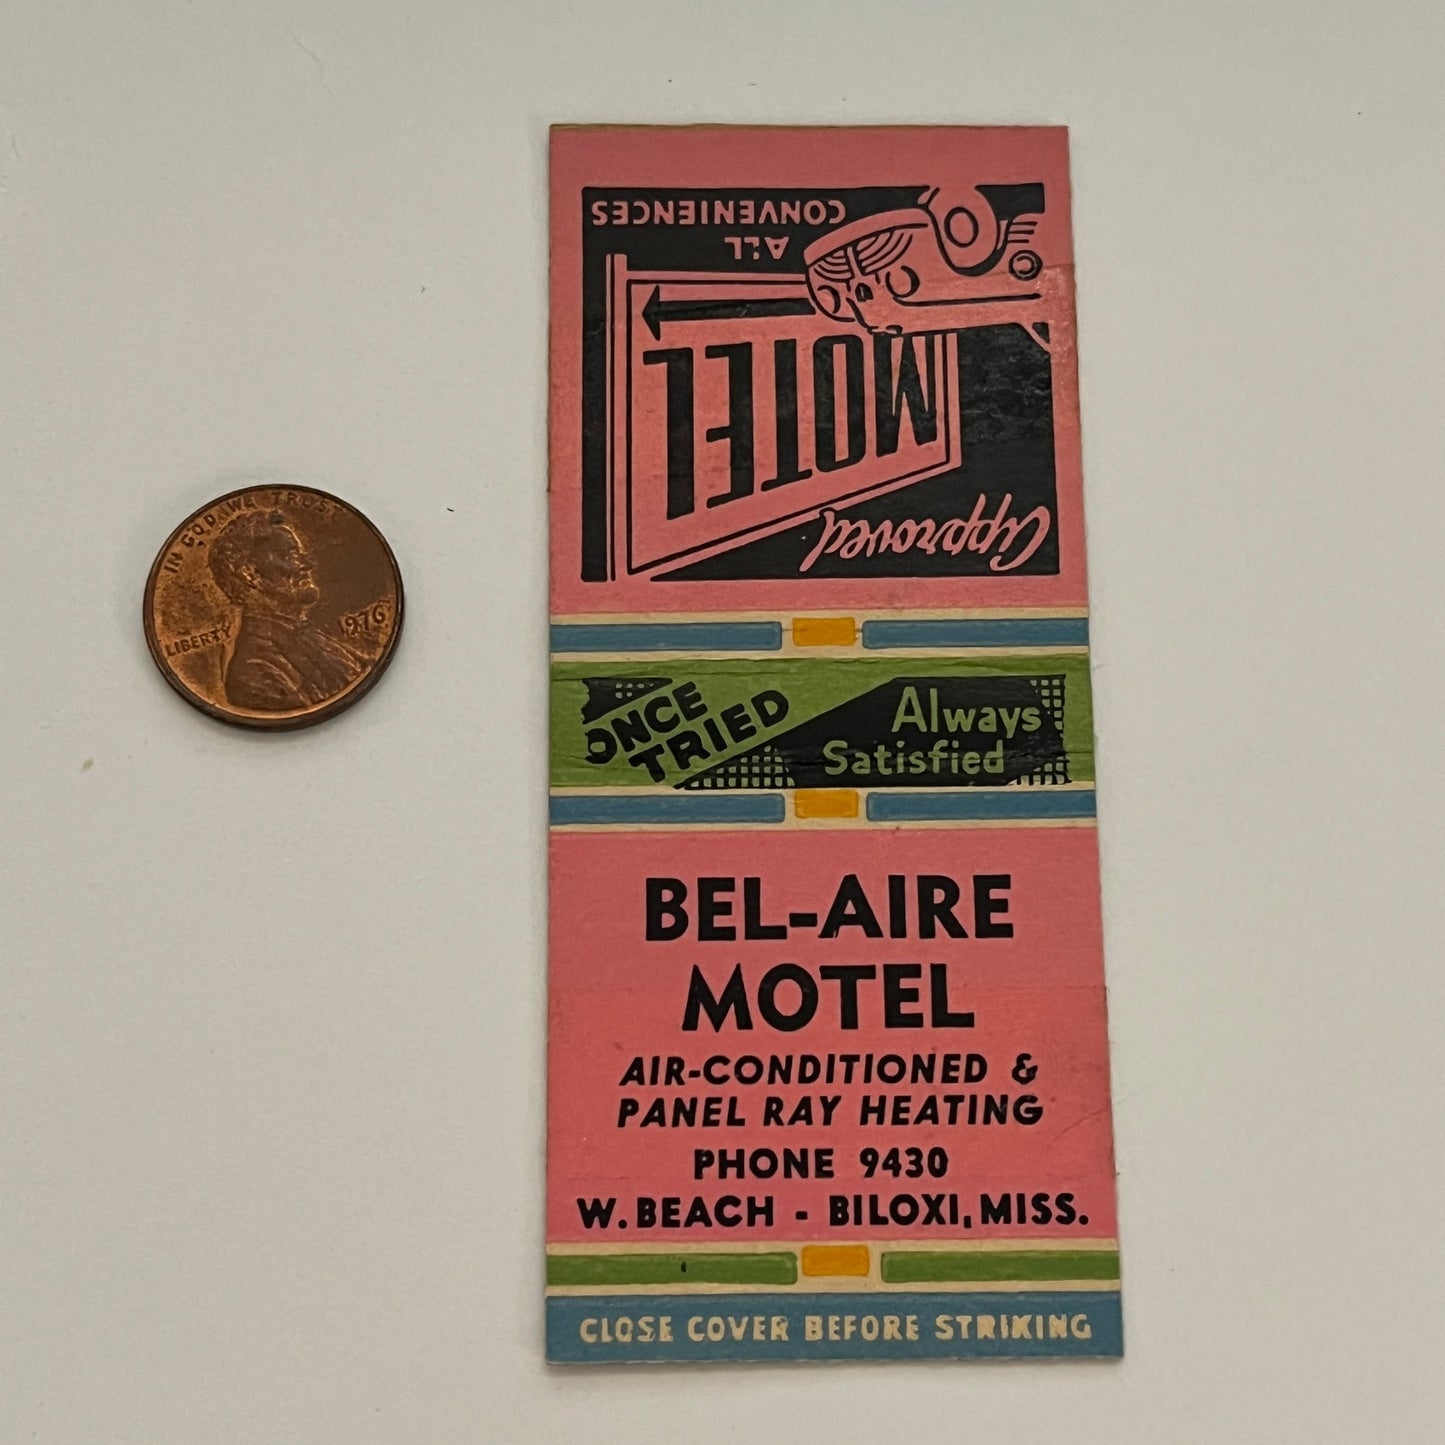 IN GOD WE TRUST
LIBERTY
1976
Approved
MOTEL
ALL
CONVENIENCES
ONCE
TRIED
Always
Satisfied
BEL-AIRE
MOTEL
AIR-CONDITIONED &
PANEL RAY HEATING
PHONE 9430
W. BEACH - BILOXI, MISS.
CLOSE COVER BEFORE STRIKING